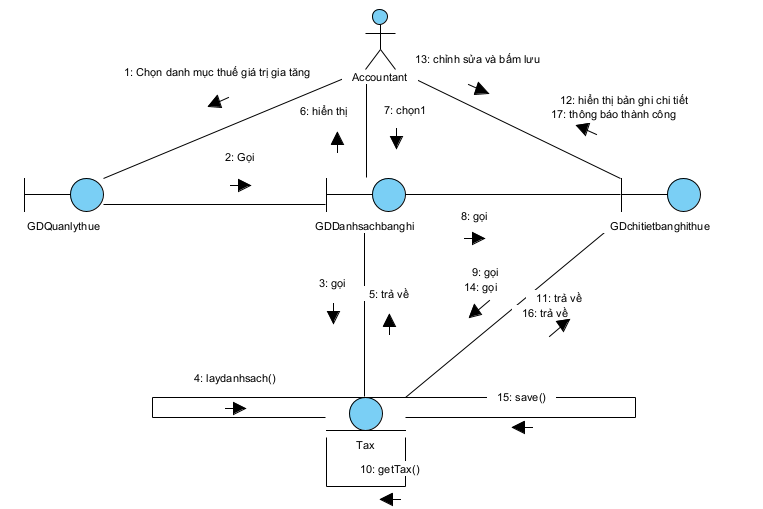 13: chỉnh sửa và bấm lưu
1: Chọn danh mục thuế giá trị gia tăng
Accountant
12: hiển thị bản ghi chi tiết
6: hiển thị
7: chọn1
17: thông báo thành công
2: Gọi
GDQuanlythue
GDDanhsachbanghi
GDchitietbanghithue
8: gọi
9: gọi
3: gọi
14: gọi
5: trả về
11: trả về
16: trả về
4: laydanhsach()
15: save()
Tax
10: getTax()